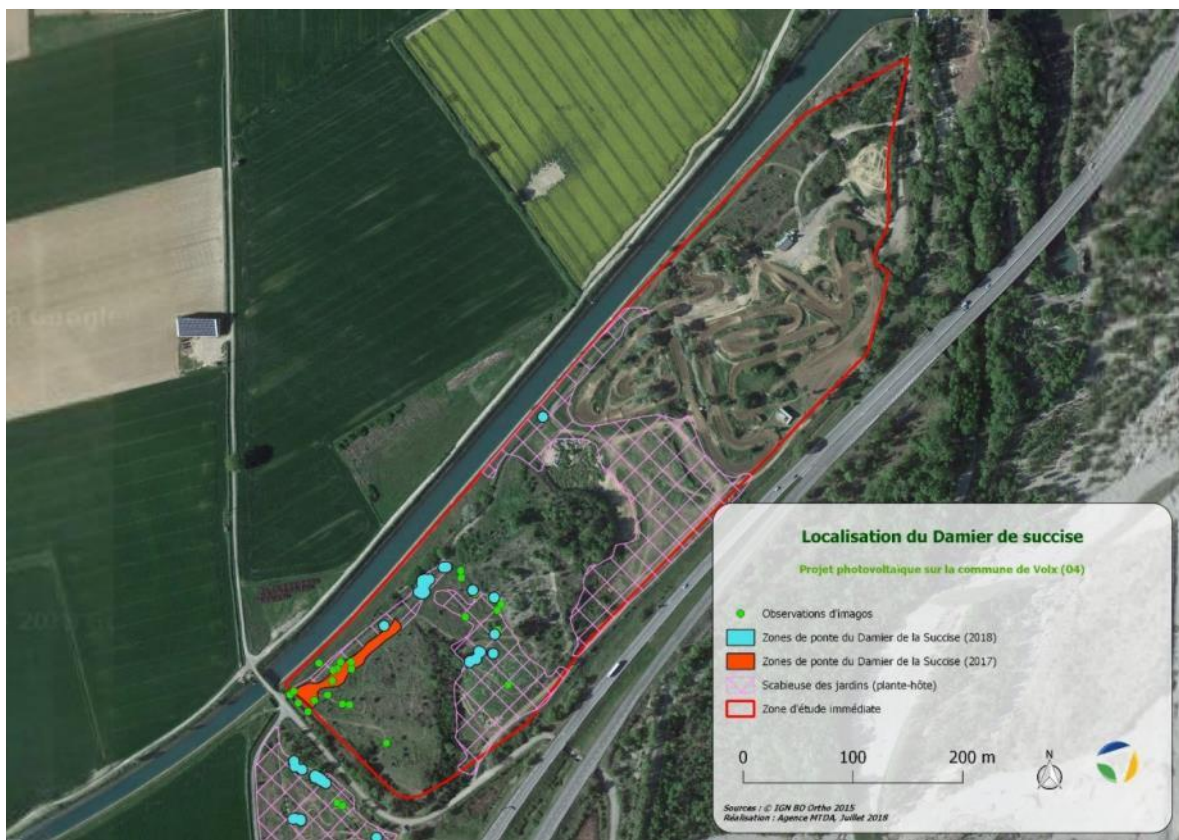 Google
Localisation du Damier de succise
Projet photovoltaique sur la commune de Volx (04)
Observations d'imagos
Zones de ponte du Damier de la Succise (2018)
Zones de ponte du Damier de la Succise (2017)
Scabieuse des jardins (plante-hôte)
Zone d'étude immédiate
0 100 200 m
N
Sources : © IGN BD Ortho 2015
Réalisation : Agence MTDA, Juillet 2018